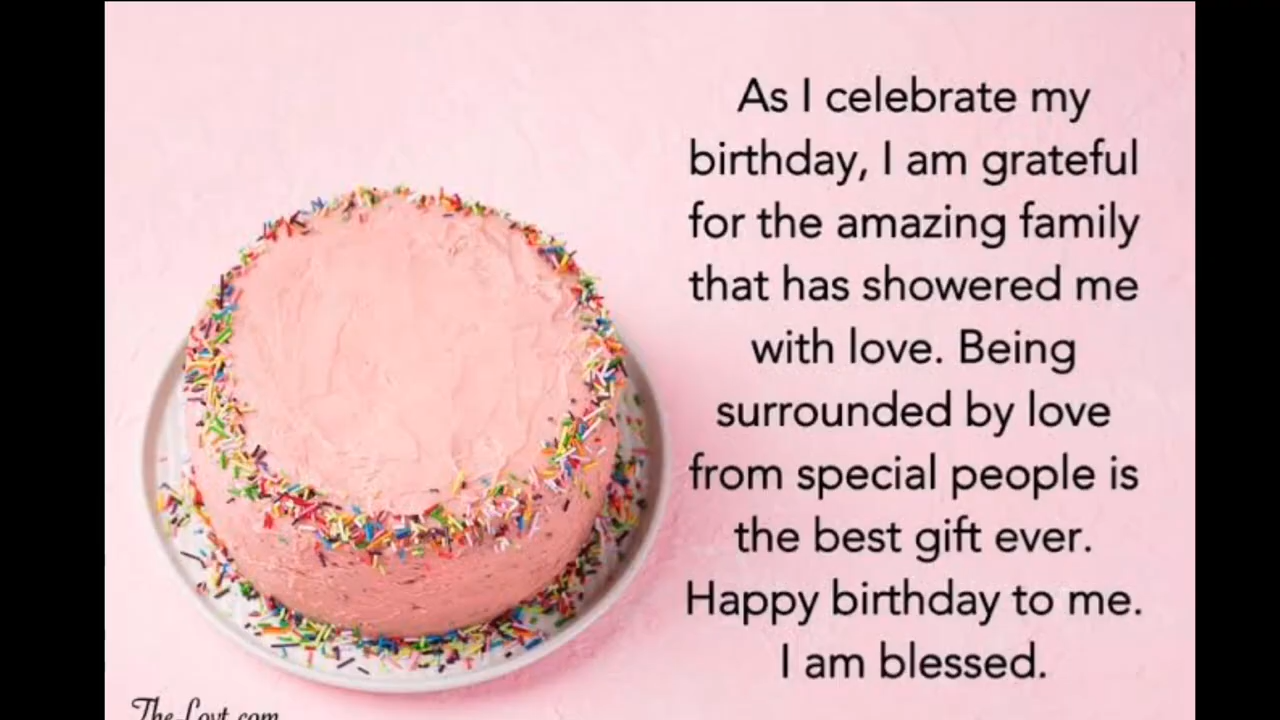 As I celebrate my
birthday, I am grateful
for the amazing family
that has showered me
with love. Being
surrounded by love
from special people is
the best gift ever.
Happy birthday to me.
I am blessed.